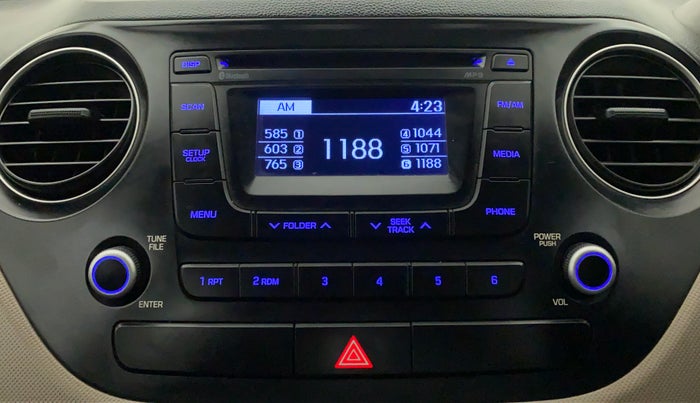 DISP
Bluetooth
MP3
SCAN
AM 4:23
FM/AM
585 1
603 2
765 3
1188
4 1044
5 1071
6 1188
SETUP
CLOCK
MEDIA
MENU
FOLDER
SEEK
TRACK
PHONE
TUNE
FILE
POWER
PUSH
1 RPT
2 RDM
3
4
5
6
ENTER
VOL